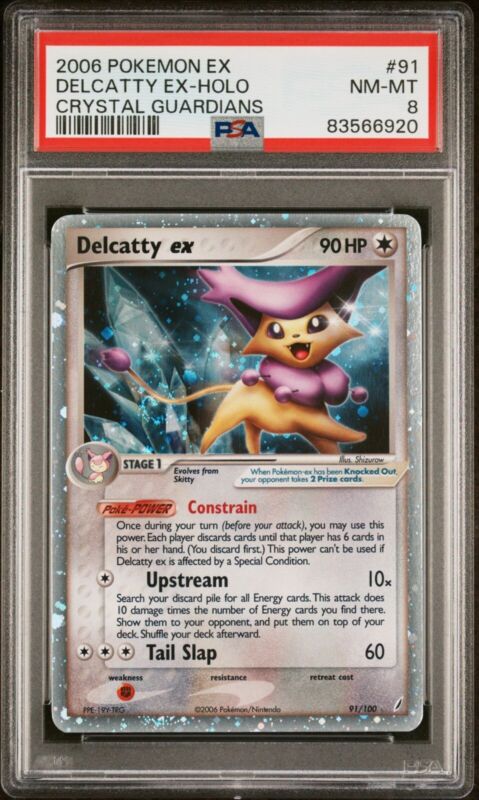 2006 POKEMON EX #91
DELCATTY EX-HOLO NM-MT
CRYSTAL GUARDIANS 8
PSA 83566920
Delcatty ex 90 HP
Illus. Shizurow
STAGE 1
Evolves from
Skitty
When Pokémon-ex has been Knocked Out,
your opponent takes 2 Prize cards.
Poké-POWER Constrain
Once during your turn (before your attack), you may use this
power. Each player discards cards until that player has 6 cards in
his or her hand. (You discard first.) This power can't be used if
Delcatty ex is affected by a Special Condition.
Upstream 10×
Search your discard pile for all Energy cards. This attack does
10 damage times the number of Energy cards you find there.
Show them to your opponent, and put them on top of your
deck. Shuffle your deck afterward.
Tail Slap 60
weakness resistance retreat cost
PPE-19Y-TRG ©2006 Pokémon/Nintendo 91/100
PSA